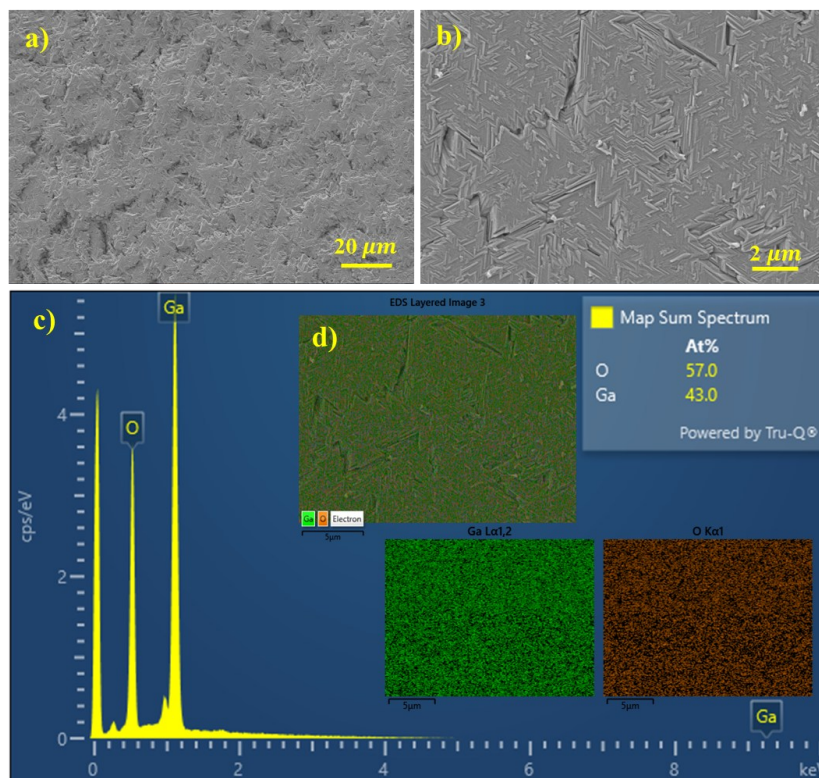 a)
20 μm
b)
2 μm
c)
Ga
O
4
2
0
cps/eV
0
2
4
6
8
keV
Ga
d)
EDS Layered Image 3
Ga O Electron
5μm
Map Sum Spectrum
At%
O 57.0
Ga 43.0
Powered by Tru-Q®
Ga Lα1,2
5μm
O Kα1
5μm